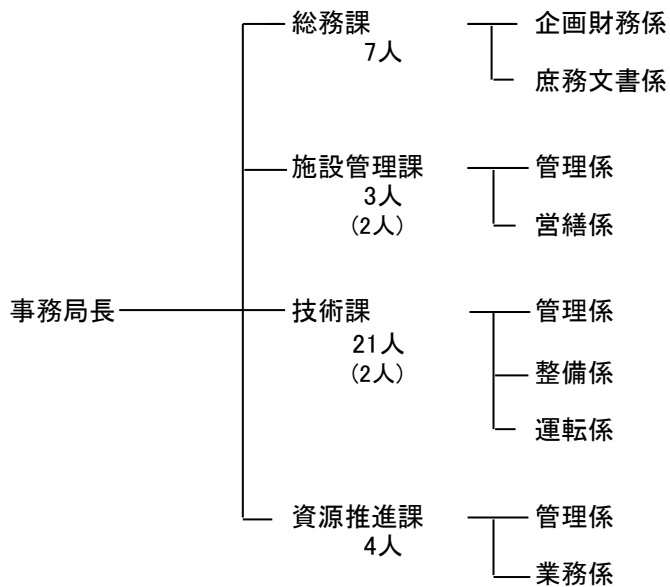 総務課
7人
企画財務係
庶務文書係
施設管理課
3人
(2人)
管理係
営繕係
事務局長
技術課
21人
(2人)
管理係
整備係
運転係
資源推進課
4人
管理係
業務係